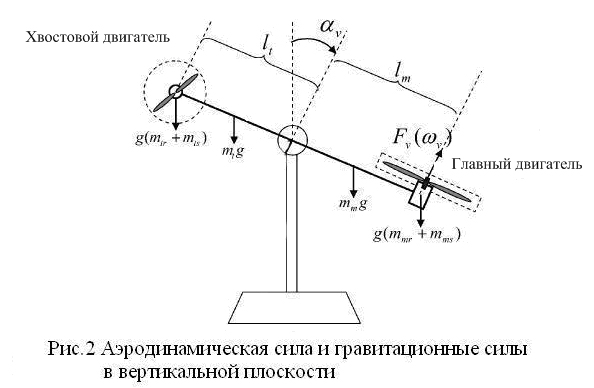 Хвостовой двигатель
α_v
l_t
l_m
g(m_tr + m_ts)
m_t g
F_v(ω_v)
Главный двигатель
m_m g
g(m_mr + m_ms)
Рис.2 Аэродинамическая сила и гравитационные силы
в вертикальной плоскости